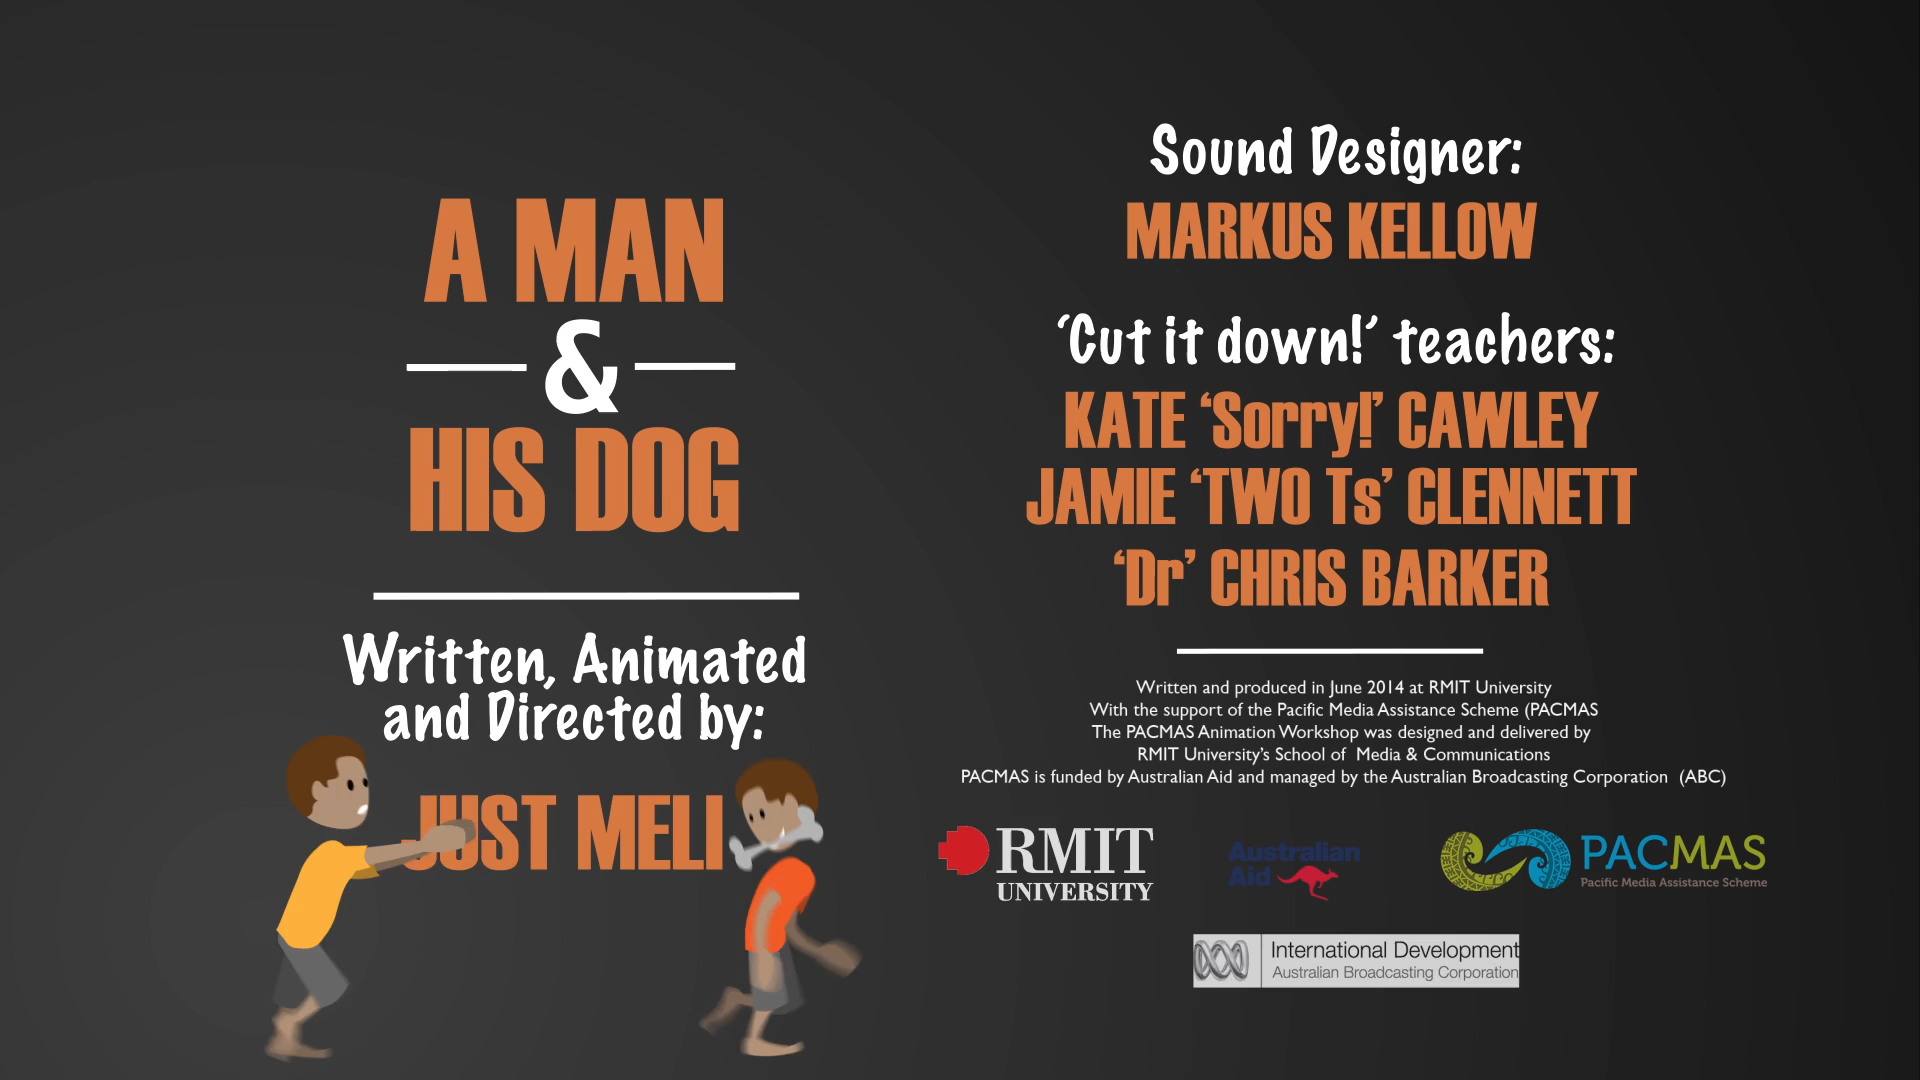 A MAN
&
HIS DOG
Written, Animated
and Directed by:
JUST MELI
Sound Designer:
MARKUS KELLOW
‘Cut it down!’ teachers:
KATE ‘Sorry!’ CAWLEY
JAMIE ‘TWO Ts’ CLENNETT
‘Dr’ CHRIS BARKER
Written and produced in June 2014 at RMIT University
With the support of the Pacific Media Assistance Scheme (PACMAS
The PACMAS Animation Workshop was designed and delivered by
RMIT University’s School of Media & Communications
PACMAS is funded by Australian Aid and managed by the Australian Broadcasting Corporation (ABC)
RMIT
UNIVERSITY
Australian
Aid
PACMAS
Pacific Media Assistance Scheme
International Development
Australian Broadcasting Corporation